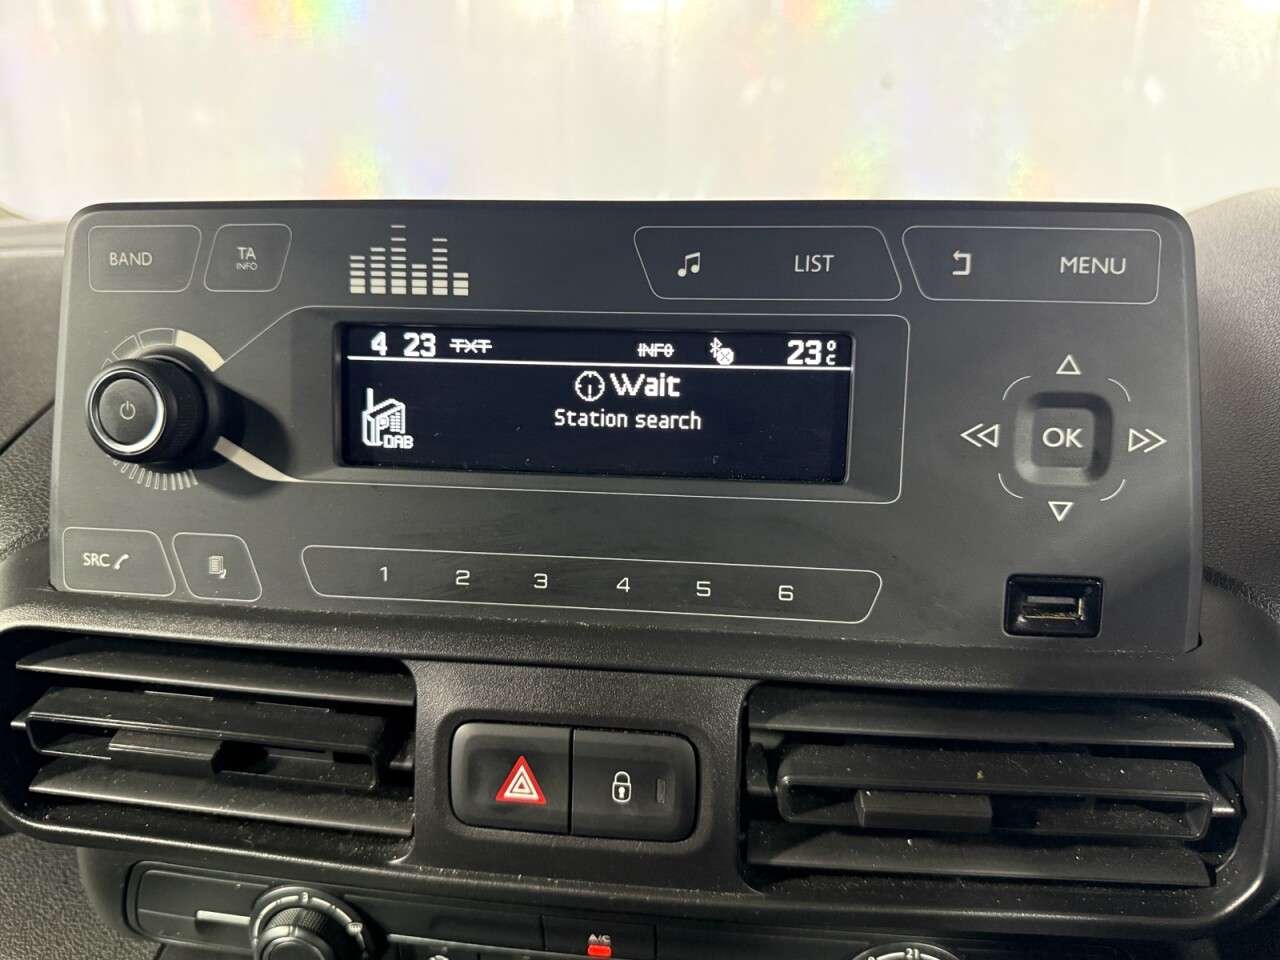 BAND
TA
INFO
LIST
MENU
4 23 TXT INFO 23°C
Wait
Station search
DAB
OK
SRC
1 2 3 4 5 6
A/C
21